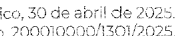 ico, 30 de abril de 2025.
o. 200010000/1301/2025.